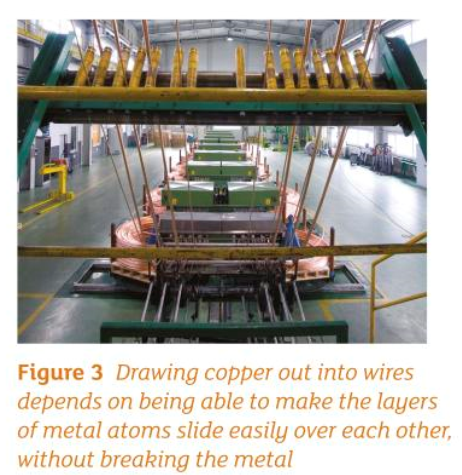 Figure 3 Drawing copper out into wires
depends on being able to make the layers
of metal atoms slide easily over each other,
without breaking the metal